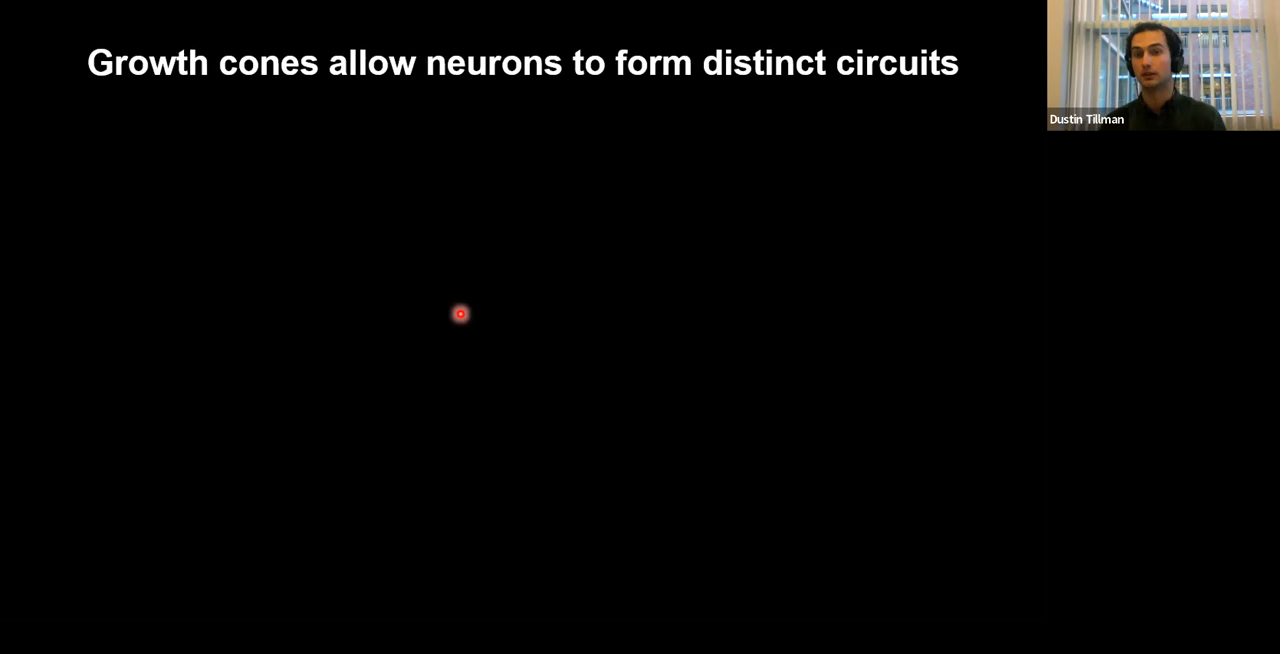 Growth cones allow neurons to form distinct circuits
Dustin Tillman